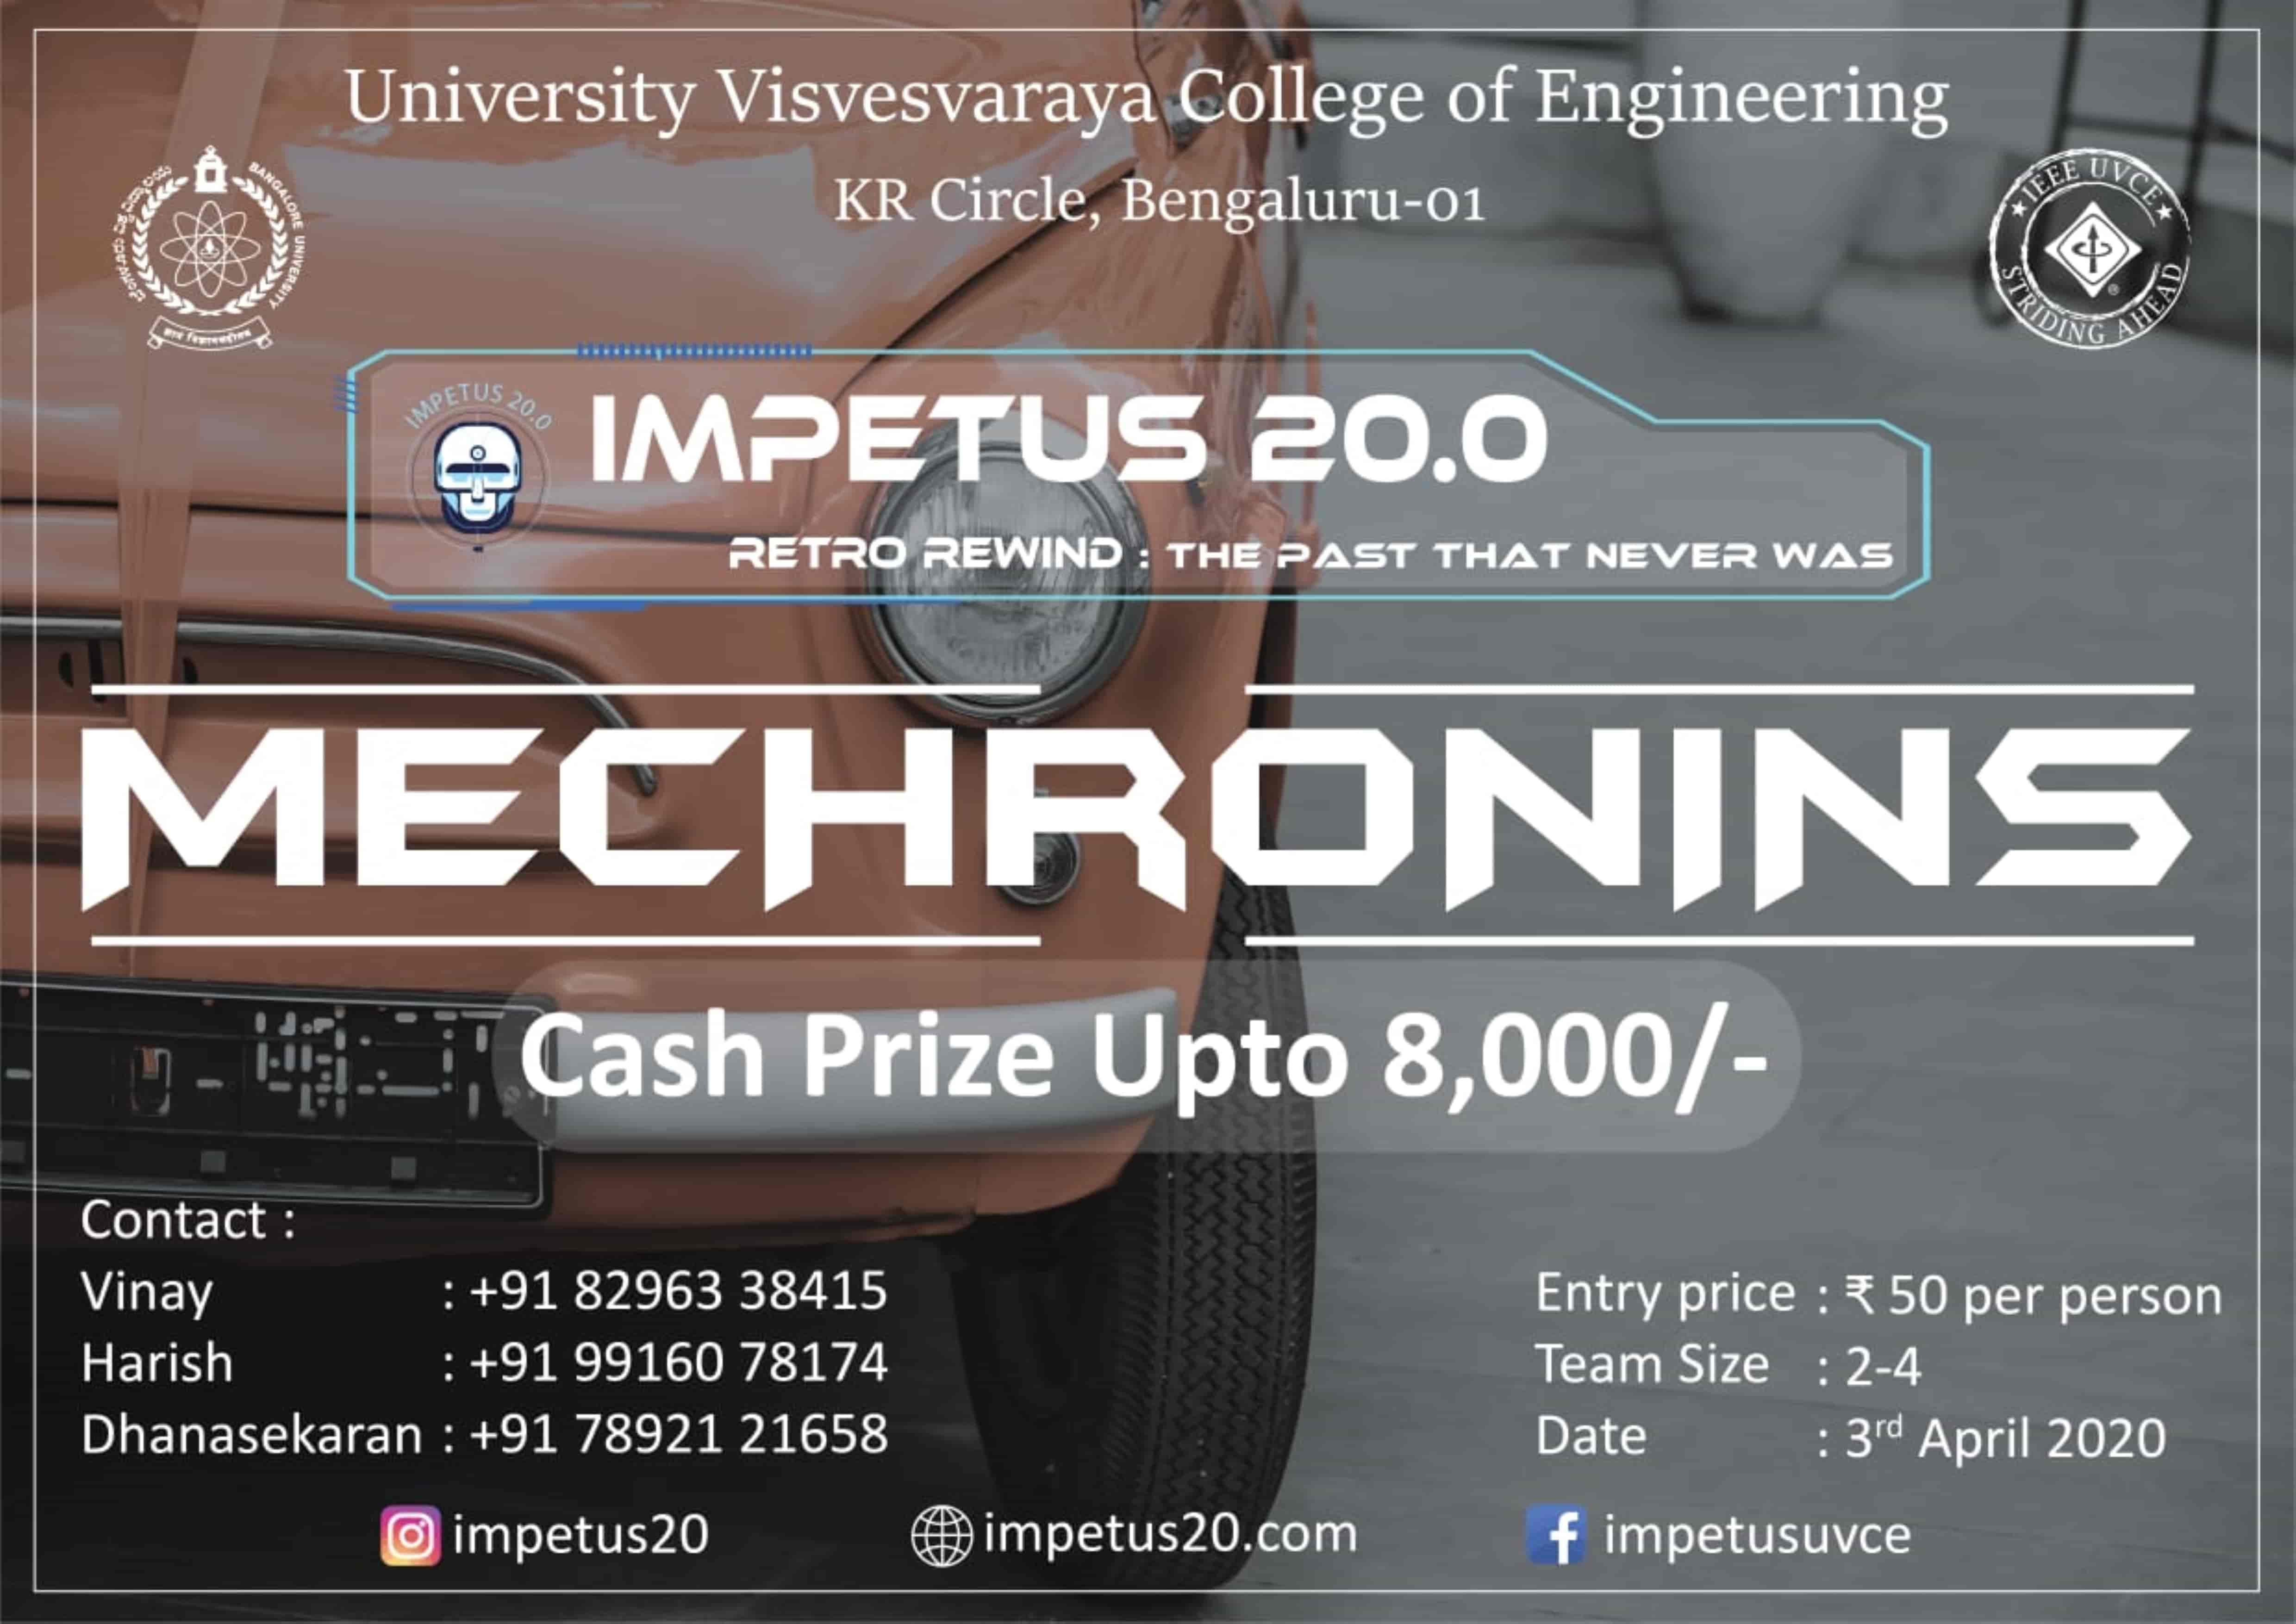 University Visvesvaraya College of Engineering
KR Circle, Bengaluru-01
BANGALORE UNIVERSITY
IEEE UVCE
STRIDING AHEAD
IMPETUS 20.0
IMPETUS 20.0
RETRO REWIND : THE PAST THAT NEVER WAS
MECHRONINS
Cash Prize Upto 8,000/-
Contact :
Vinay : +91 82963 38415
Harish : +91 99160 78174
Dhanasekaran : +91 78921 21658
Entry price : ₹ 50 per person
Team Size : 2-4
Date : 3rd April 2020
impetus20
impetus20.com
impetusuvce